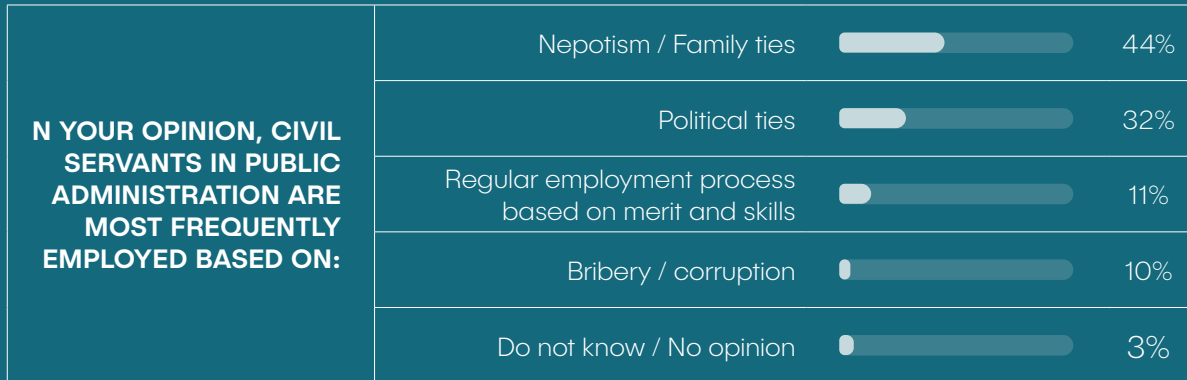 N YOUR OPINION, CIVIL
SERVANTS IN PUBLIC
ADMINISTRATION ARE
MOST FREQUENTLY
EMPLOYED BASED ON:
Nepotism / Family ties 44%
Political ties 32%
Regular employment process
based on merit and skills 11%
Bribery / corruption 10%
Do not know / No opinion 3%